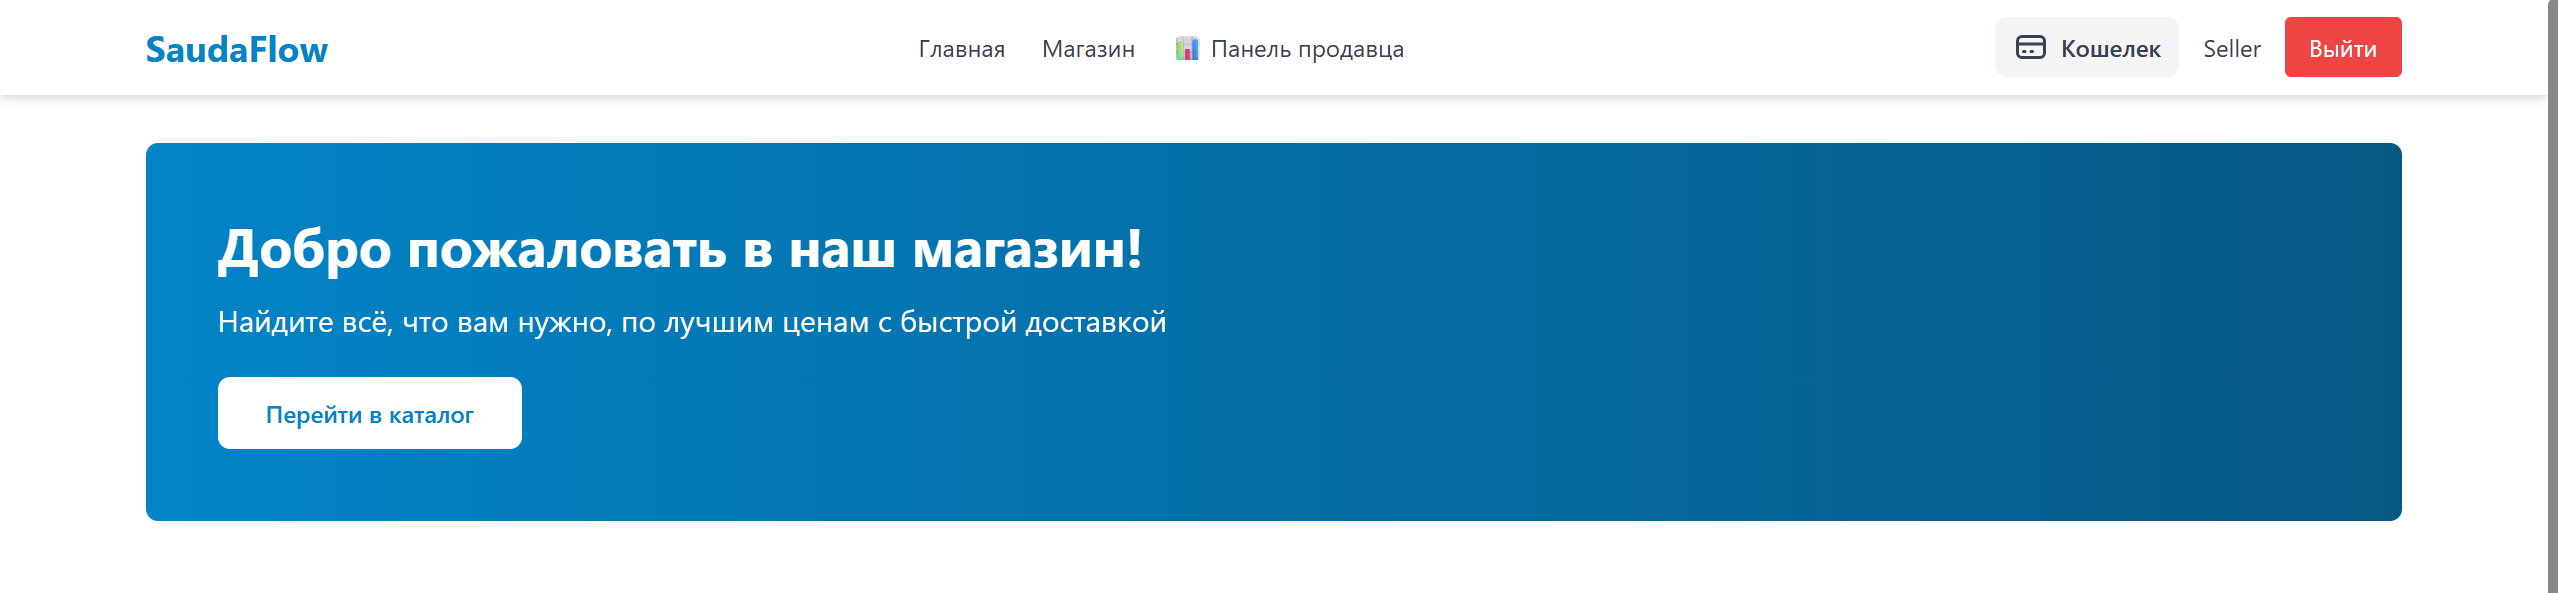 SaudaFlow
Главная Магазин Панель продавца
Кошелек Seller Выйти
Добро пожаловать в наш магазин!
Найдите всё, что вам нужно, по лучшим ценам с быстрой доставкой
Перейти в каталог